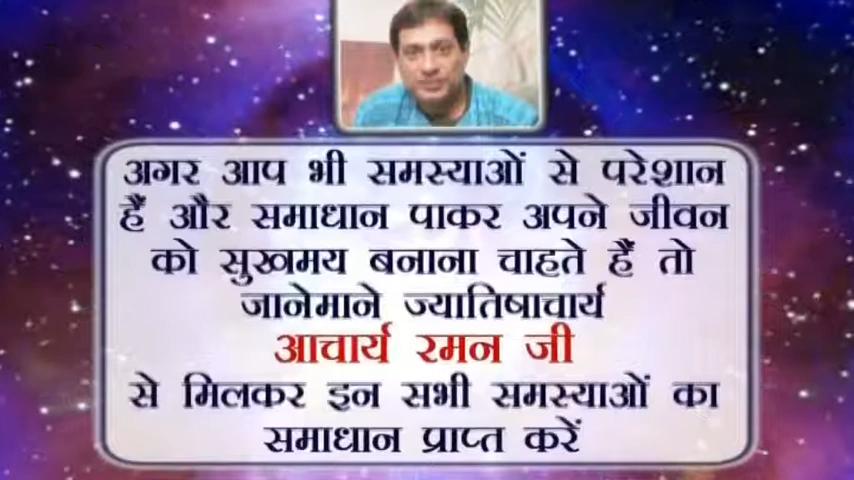 अगर आप भी समस्याओं से परेशान
हैं और समाधान पाकर अपने जीवन
को सुखमय बनाना चाहते हैं तो
जानेमाने ज्यातिषाचार्य
आचार्य रमन जी
से मिलकर इन सभी समस्याओं का
समाधान प्राप्त करें